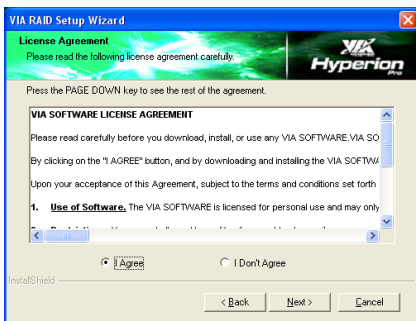 VIA RAID Setup Wizard
License Agreement
Please read the following license agreement carefully.
VIA
Hyperion
Pro
Press the PAGE DOWN key to see the rest of the agreement.
VIA SOFTWARE LICENSE AGREEMENT
Please read carefully before you download, install, or use any VIA SOFTWARE.VIA SO
By clicking on the "I AGREE" button, and by downloading and installing the VIA SOFTWA
Upon your acceptance of this Agreement, subject to the terms and conditions set forth
1. Use of Software. The VIA SOFTWARE is licensed for personal use and may only
I Agree
I Don't Agree
InstallShield
< Back
Next >
Cancel